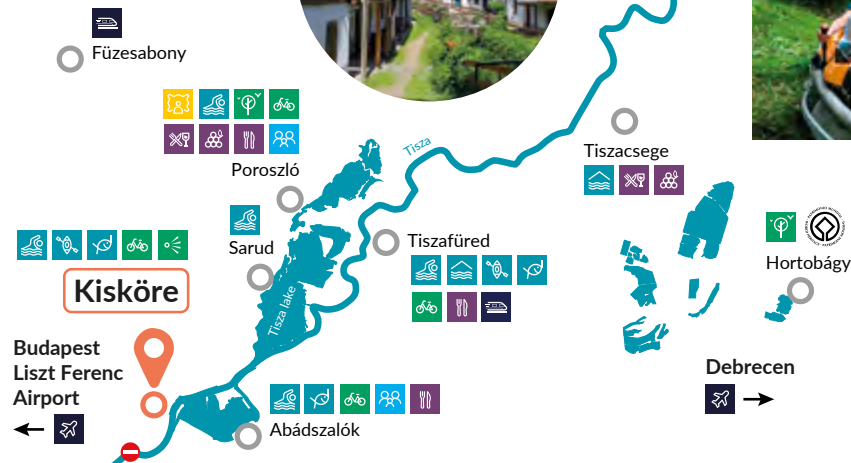 Füzesabony
Tisza
Tiszacsege
Poroszló
Sarud
Tiszafüred
Hortobágy
Kisköre
Tisza lake
Budapest
Liszt Ferenc
Airport
Debrecen
Abádszalók